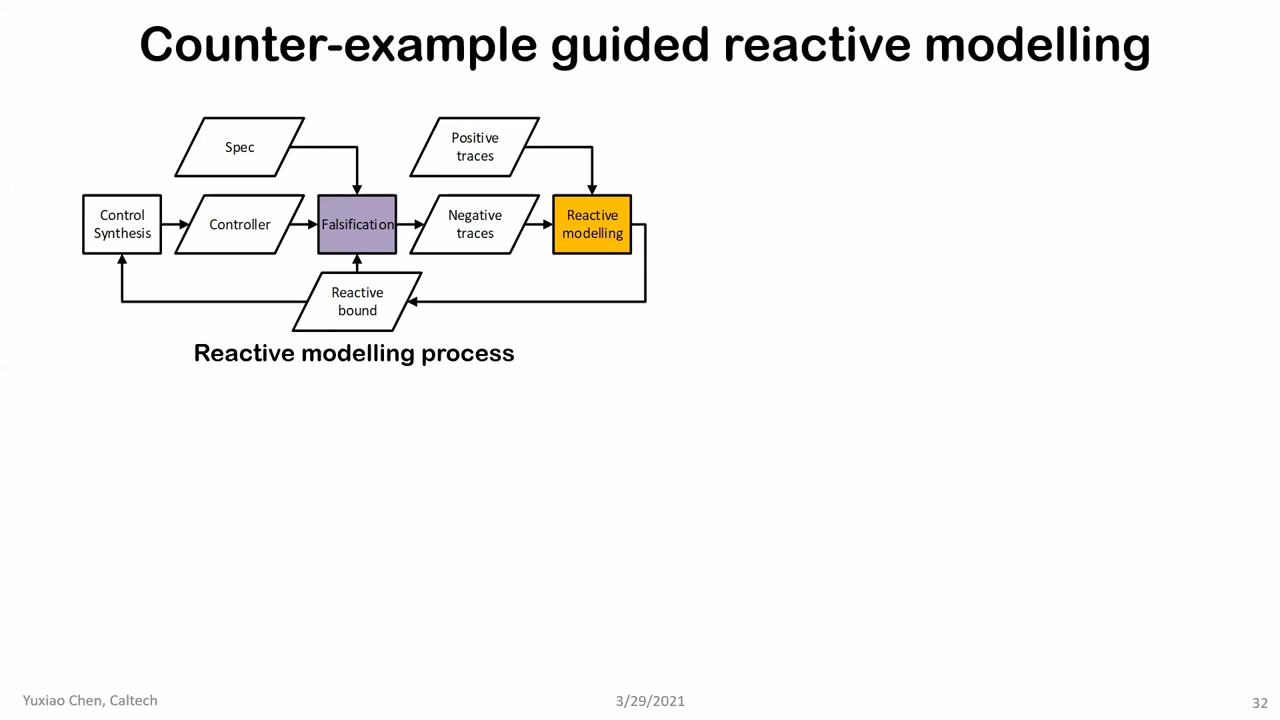 Counter-example guided reactive modelling
Spec
Positive
traces
Control
Synthesis
Controller
Falsification
Negative
traces
Reactive
modelling
Reactive
bound
Reactive modelling process
Yuxiao Chen, Caltech
3/29/2021
32